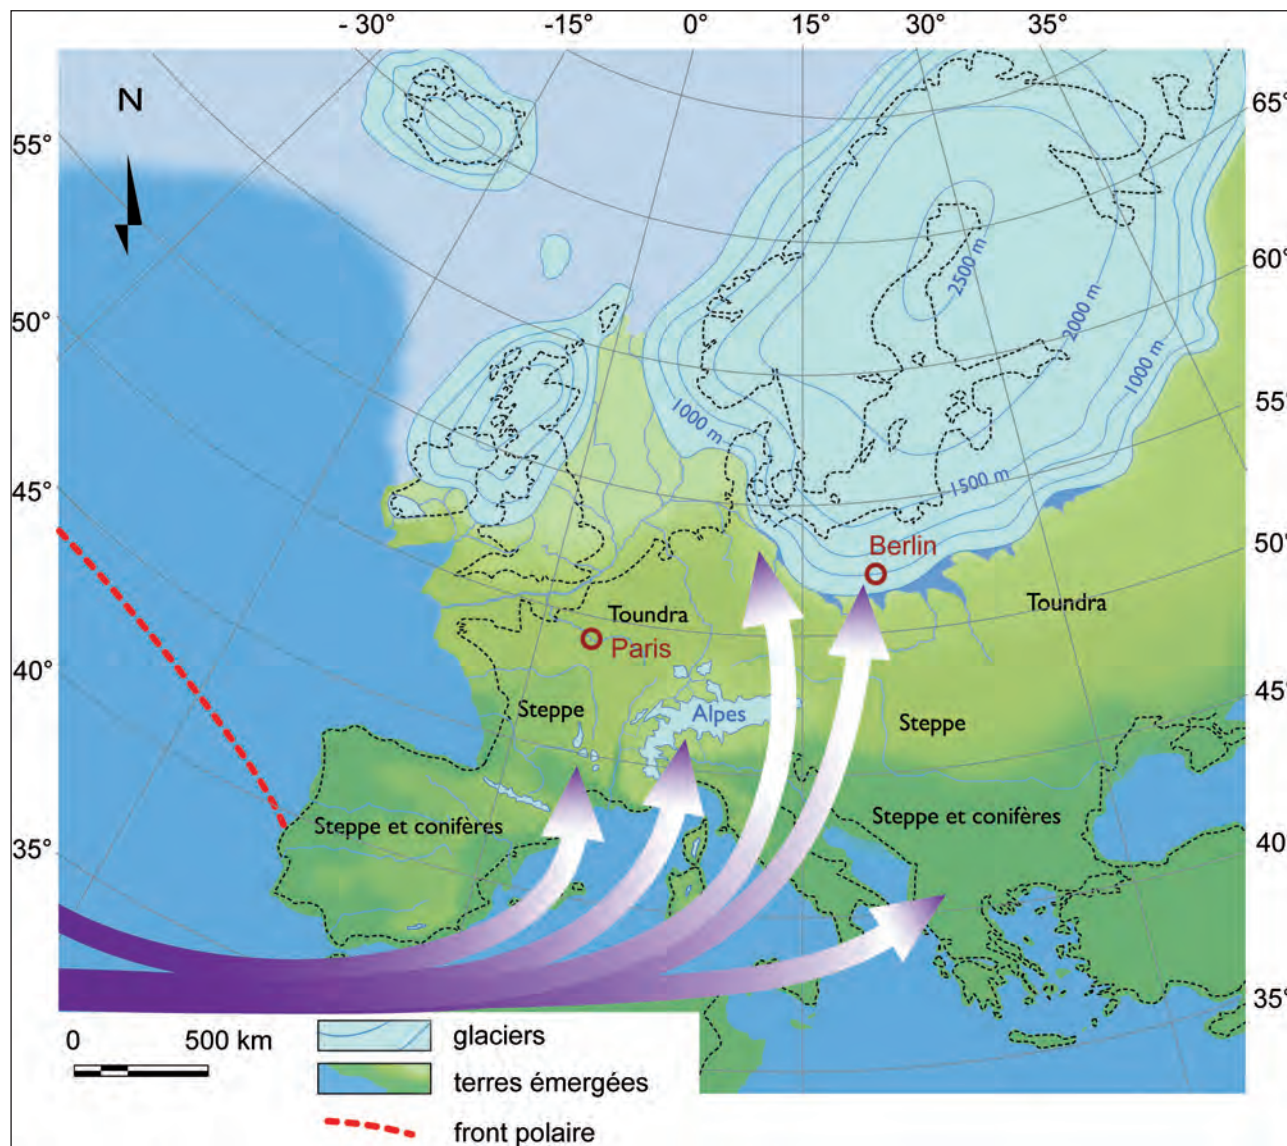 - 30° -15° 0° 15° 30° 35°
N
55°
50°
45°
40°
35°
65°
60°
55°
50°
45°
40°
35°
2500 m
2000 m
1000 m
1000 m
1500 m
Berlin
Toundra
Toundra
Paris
Steppe
Alpes
Steppe
Steppe et conifères
Steppe et conifères
0 500 km
glaciers
terres émergées
front polaire